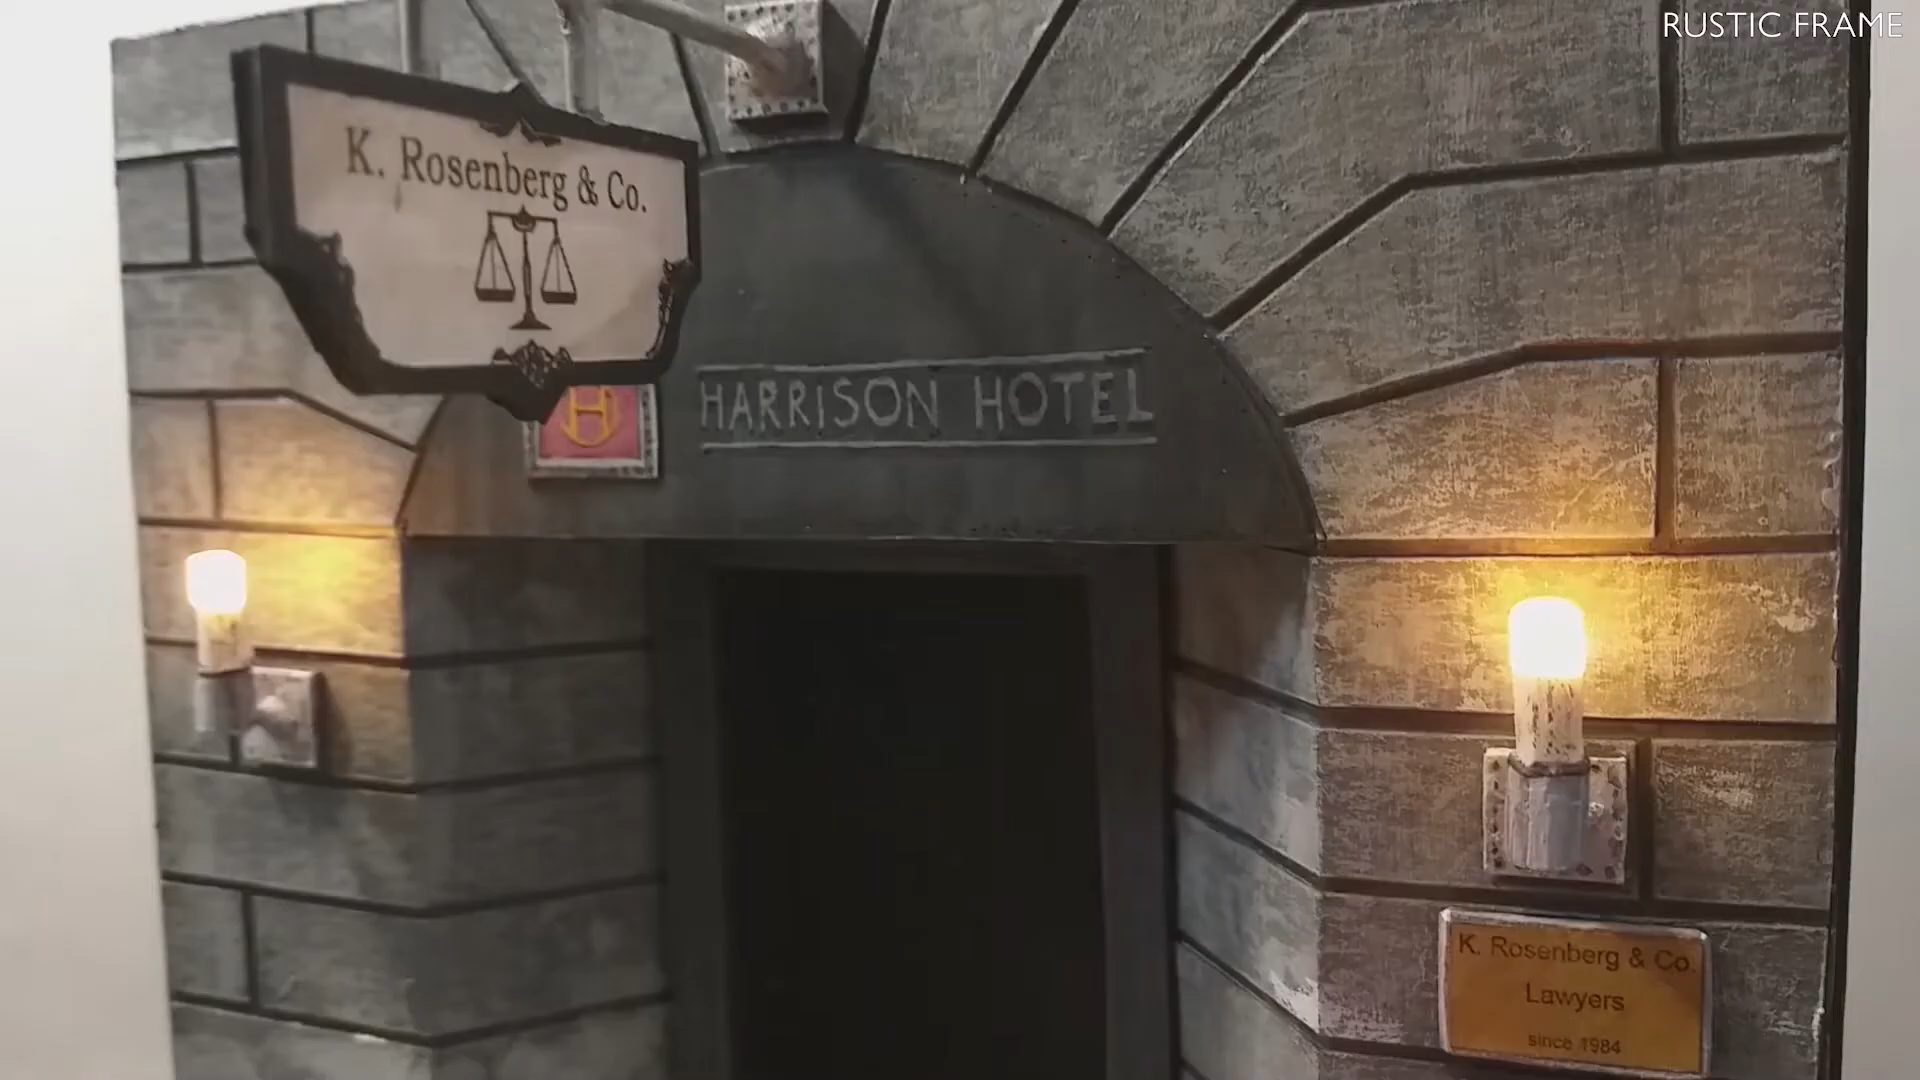 RUSTIC FRAME
K. Rosenberg & Co.
H
HARRISON HOTEL
K. Rosenberg & Co.
Lawyers
since 1984